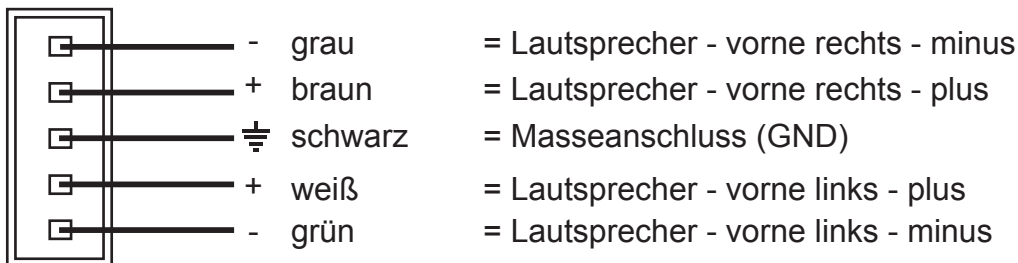 - grau = Lautsprecher - vorne rechts - minus
+ braun = Lautsprecher - vorne rechts - plus
schwarz = Masseanschluss (GND)
+ weiß = Lautsprecher - vorne links - plus
- grün = Lautsprecher - vorne links - minus